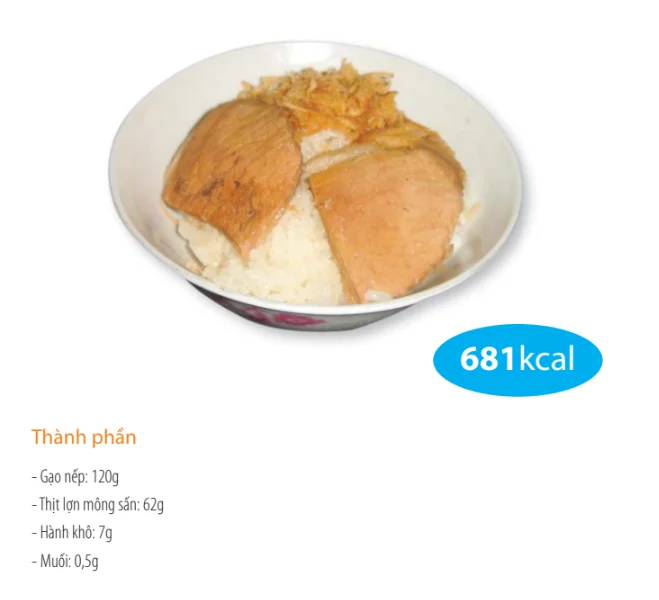 681kcal
Thành phần
- Gạo nếp: 120g
- Thịt lợn mông sấn: 62g
- Hành khô: 7g
- Muối: 0,5g